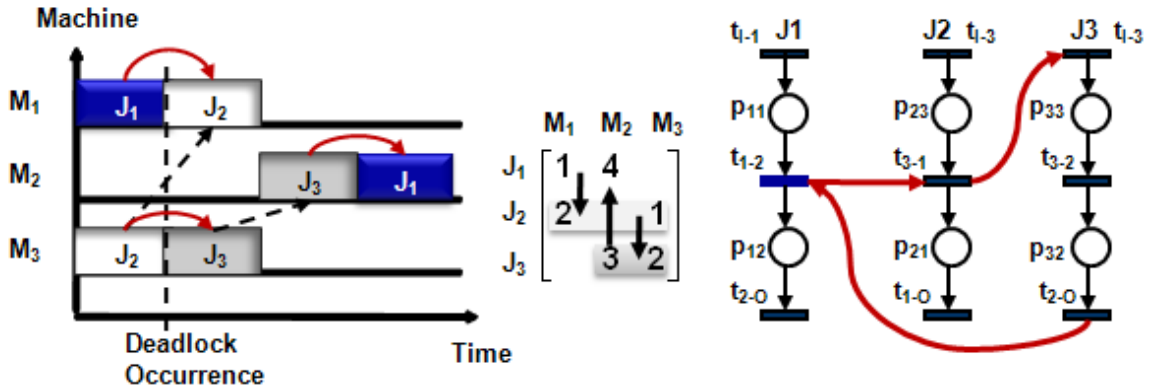 Machine
M1
J1
J2
M2
J3
J1
M3
J2
J3
Deadlock
Occurrence
Time
M1 M2 M3
J1 1 4
J2 2 1
J3 3 2
tI-1 J1
J2 tI-3
J3 tI-3
p11
p23
p33
t1-2
t3-1
t3-2
p12
p21
p32
t2-O
t1-O
t2-O